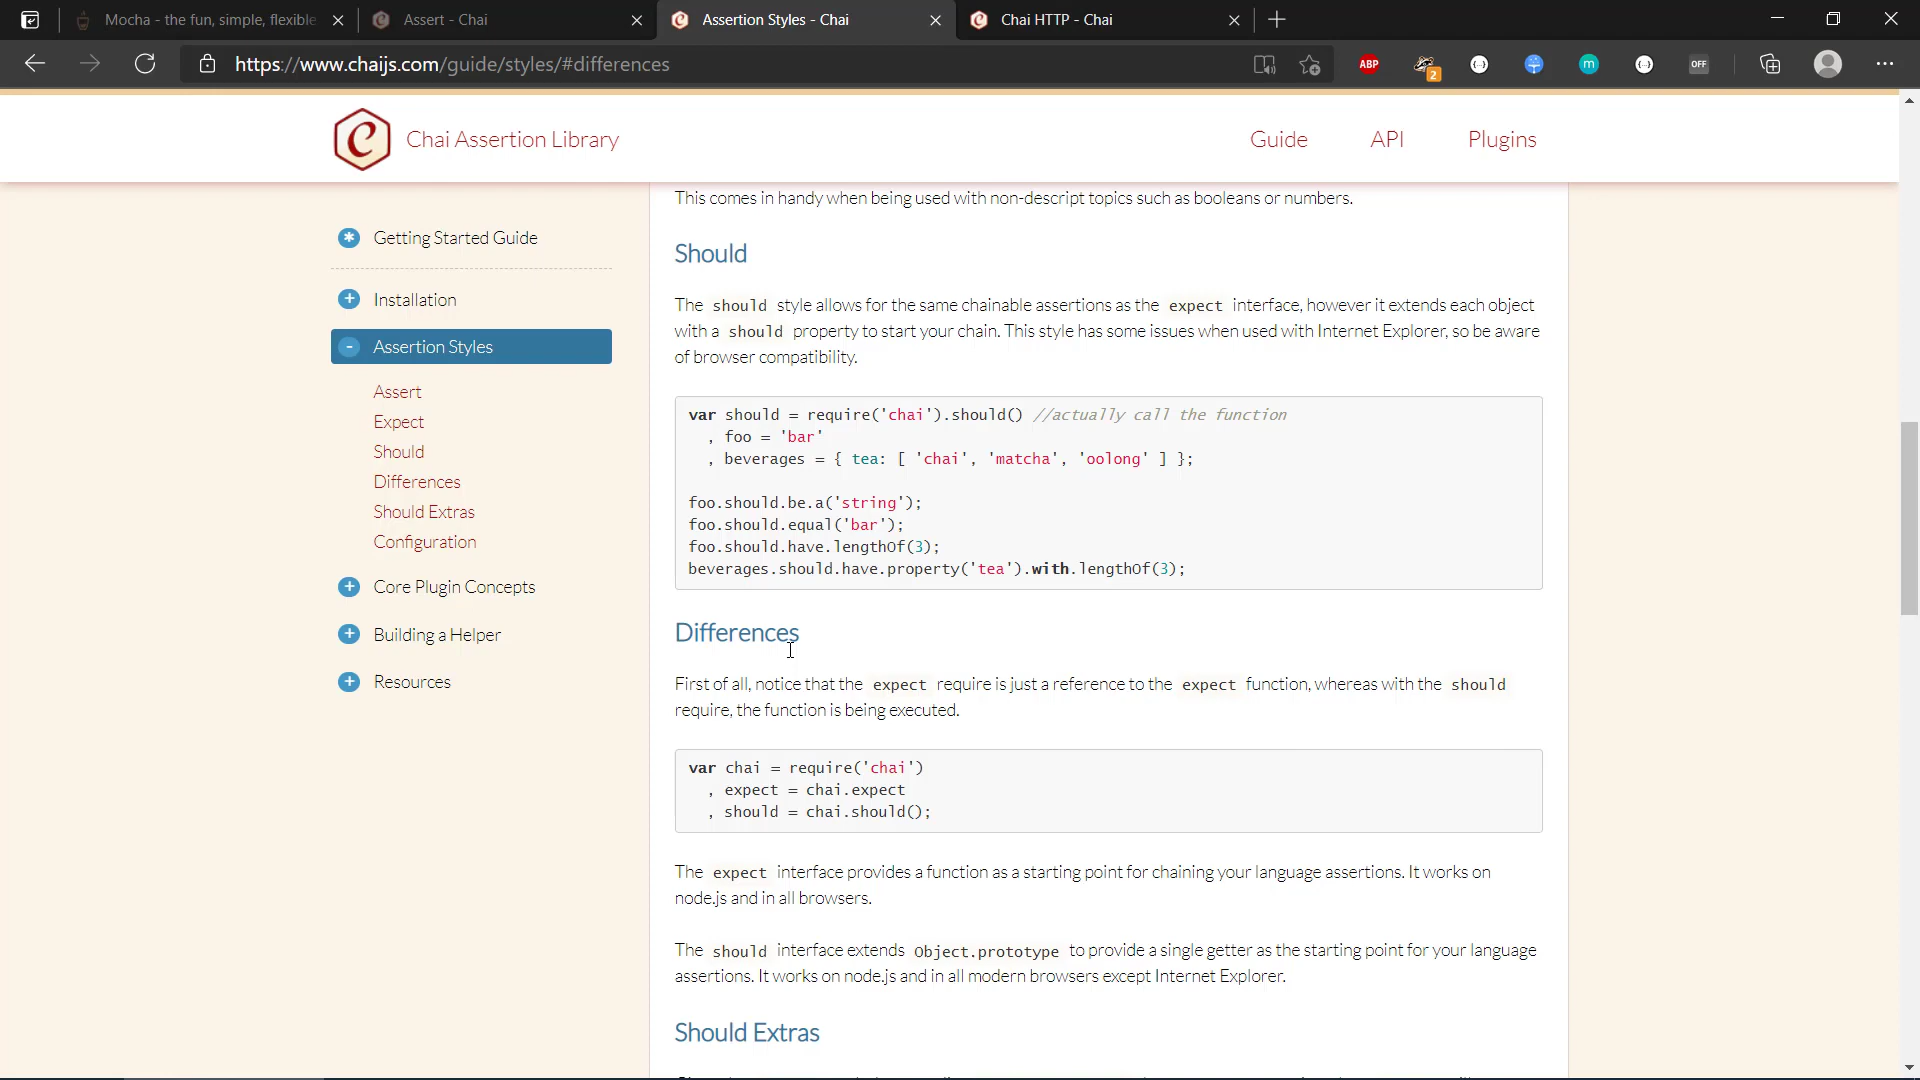 Mocha - the fun, simple, flexible
Assert - Chai
Assertion Styles - Chai
Chai HTTP - Chai
https://www.chaijs.com/guide/styles/#differences
ABP
2
m
OFF
Chai Assertion Library
Guide
API
Plugins
This comes in handy when being used with non-descript topics such as booleans or numbers.
Getting Started Guide
Installation
Assertion Styles
Assert
Expect
Should
Differences
Should Extras
Configuration
Core Plugin Concepts
Building a Helper
Resources
Should
The should style allows for the same chainable assertions as the expect interface, however it extends each object
with a should property to start your chain. This style has some issues when used with Internet Explorer, so be aware
of browser compatibility.
var should = require('chai').should() //actually call the function
, foo = 'bar'
, beverages = { tea: [ 'chai', 'matcha', 'oolong' ] };
foo.should.be.a('string');
foo.should.equal('bar');
foo.should.have.lengthOf(3);
beverages.should.have.property('tea').with.lengthOf(3);
Differences
First of all, notice that the expect require is just a reference to the expect function, whereas with the should
require, the function is being executed.
var chai = require('chai')
, expect = chai.expect
, should = chai.should();
The expect interface provides a function as a starting point for chaining your language assertions. It works on
node.js and in all browsers.
The should interface extends Object.prototype to provide a single getter as the starting point for your language
assertions. It works on node.js and in all modern browsers except Internet Explorer.
Should Extras